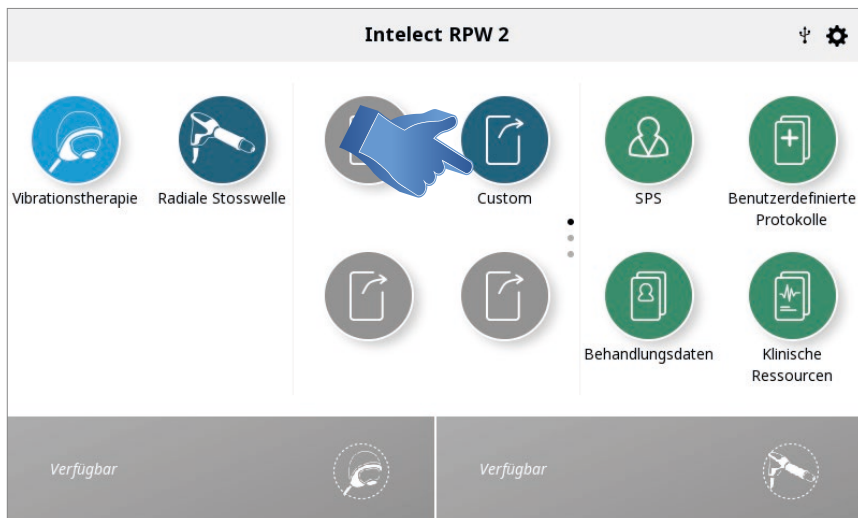 Intelect RPW 2
Vibrationstherapie
Radiale Stosswelle
Custom
SPS
Benutzerdefinierte
Protokolle
Behandlungsdaten
Klinische
Ressourcen
Verfügbar
Verfügbar